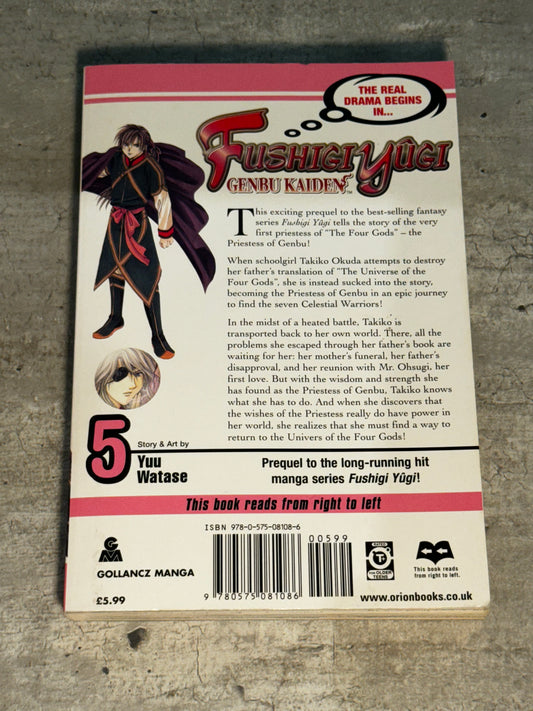 THE REAL
DRAMA BEGINS
IN...
FUSHIGI YÛGI
GENBU KAIDEN™
This exciting prequel to the best-selling fantasy
series Fushigi Yûgi tells the story of the very
first priestess of "The Four Gods" – the
Priestess of Genbu!
When schoolgirl Takiko Okuda attempts to destroy
her father's translation of "The Universe of the
Four Gods", she is instead sucked into the story,
becoming the Priestess of Genbu in an epic journey
to find the seven Celestial Warriors!
In the midst of a heated battle, Takiko is
transported back to her own world. There, all the
problems she escaped through her father's book are
waiting for her: her mother's funeral, her father's
disapproval, and her reunion with Mr. Ohsugi, her
first love. But with the wisdom and strength she
has found as the Priestess of Genbu, Takiko knows
what she has to do. And when she discovers that
the wishes of the Priestess really do have power in
her world, she realizes that she must find a way to
return to the Univers of the Four Gods!
5
Story & Art by
Yuu
Watase
Prequel to the long-running hit
manga series Fushigi Yûgi!
This book reads from right to left
ISBN 978-0-575-08108-6
00599
9 780575 081086
GM
GOLLANCZ MANGA
£5.99
RATED
T+
FOR OLDER
TEENS
This book reads
from right to left.
www.orionbooks.co.uk